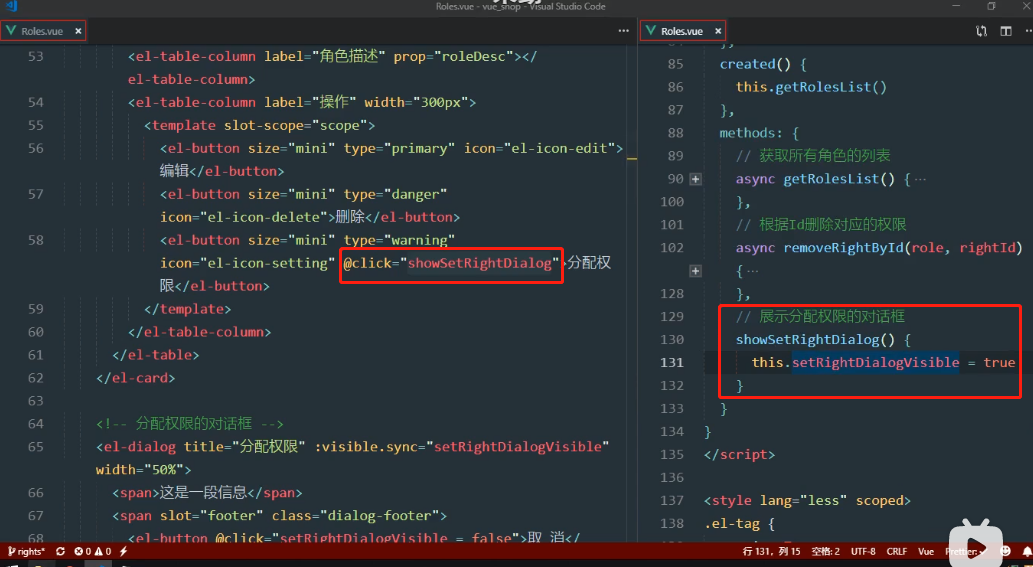 Roles.vue - vue_shop - Visual Studio Code
Roles.vue ×
53 <el-table-column label="角色描述" prop="roleDesc"></
el-table-column>
54 <el-table-column label="操作" width="300px">
55 <template slot-scope="scope">
56 <el-button size="mini" type="primary" icon="el-icon-edit">
编辑</el-button>
57 <el-button size="mini" type="danger"
icon="el-icon-delete">删除</el-button>
58 <el-button size="mini" type="warning"
icon="el-icon-setting" @click="showSetRightDialog">分配权
限</el-button>
59 </template>
60 </el-table-column>
61 </el-table>
62 </el-card>
63
64 <!-- 分配权限的对话框 -->
65 <el-dialog title="分配权限" :visible.sync="setRightDialogVisible"
width="50%">
66 <span>这是一段信息</span>
67 <span slot="footer" class="dialog-footer">
68 <el-button @click="setRightDialogVisible = false">取 消</
Roles.vue ×
85 created() {
86 this.getRolesList()
87 },
88 methods: {
89 // 获取所有角色的列表
90 async getRolesList() {…
100 },
101 // 根据Id删除对应的权限
102 async removeRightById(role, rightId)
{…
128 },
129 // 展示分配权限的对话框
130 showSetRightDialog() {
131 this.setRightDialogVisible = true
132 }
133 }
134 }
135 </script>
136
137 <style lang="less" scoped>
138 .el-tag {
rights* 0 0 行 131，列 15 空格: 2 UTF-8 CRLF Vue Prettier: ✓